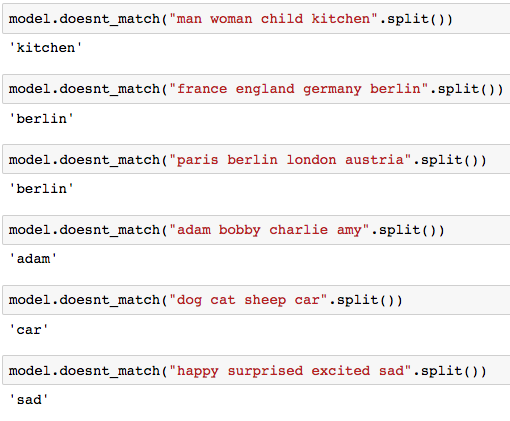 model.doesnt_match("man woman child kitchen".split())
'kitchen'
model.doesnt_match("france england germany berlin".split())
'berlin'
model.doesnt_match("paris berlin london austria".split())
'berlin'
model.doesnt_match("adam bobby charlie amy".split())
'adam'
model.doesnt_match("dog cat sheep car".split())
'car'
model.doesnt_match("happy surprised excited sad".split())
'sad'